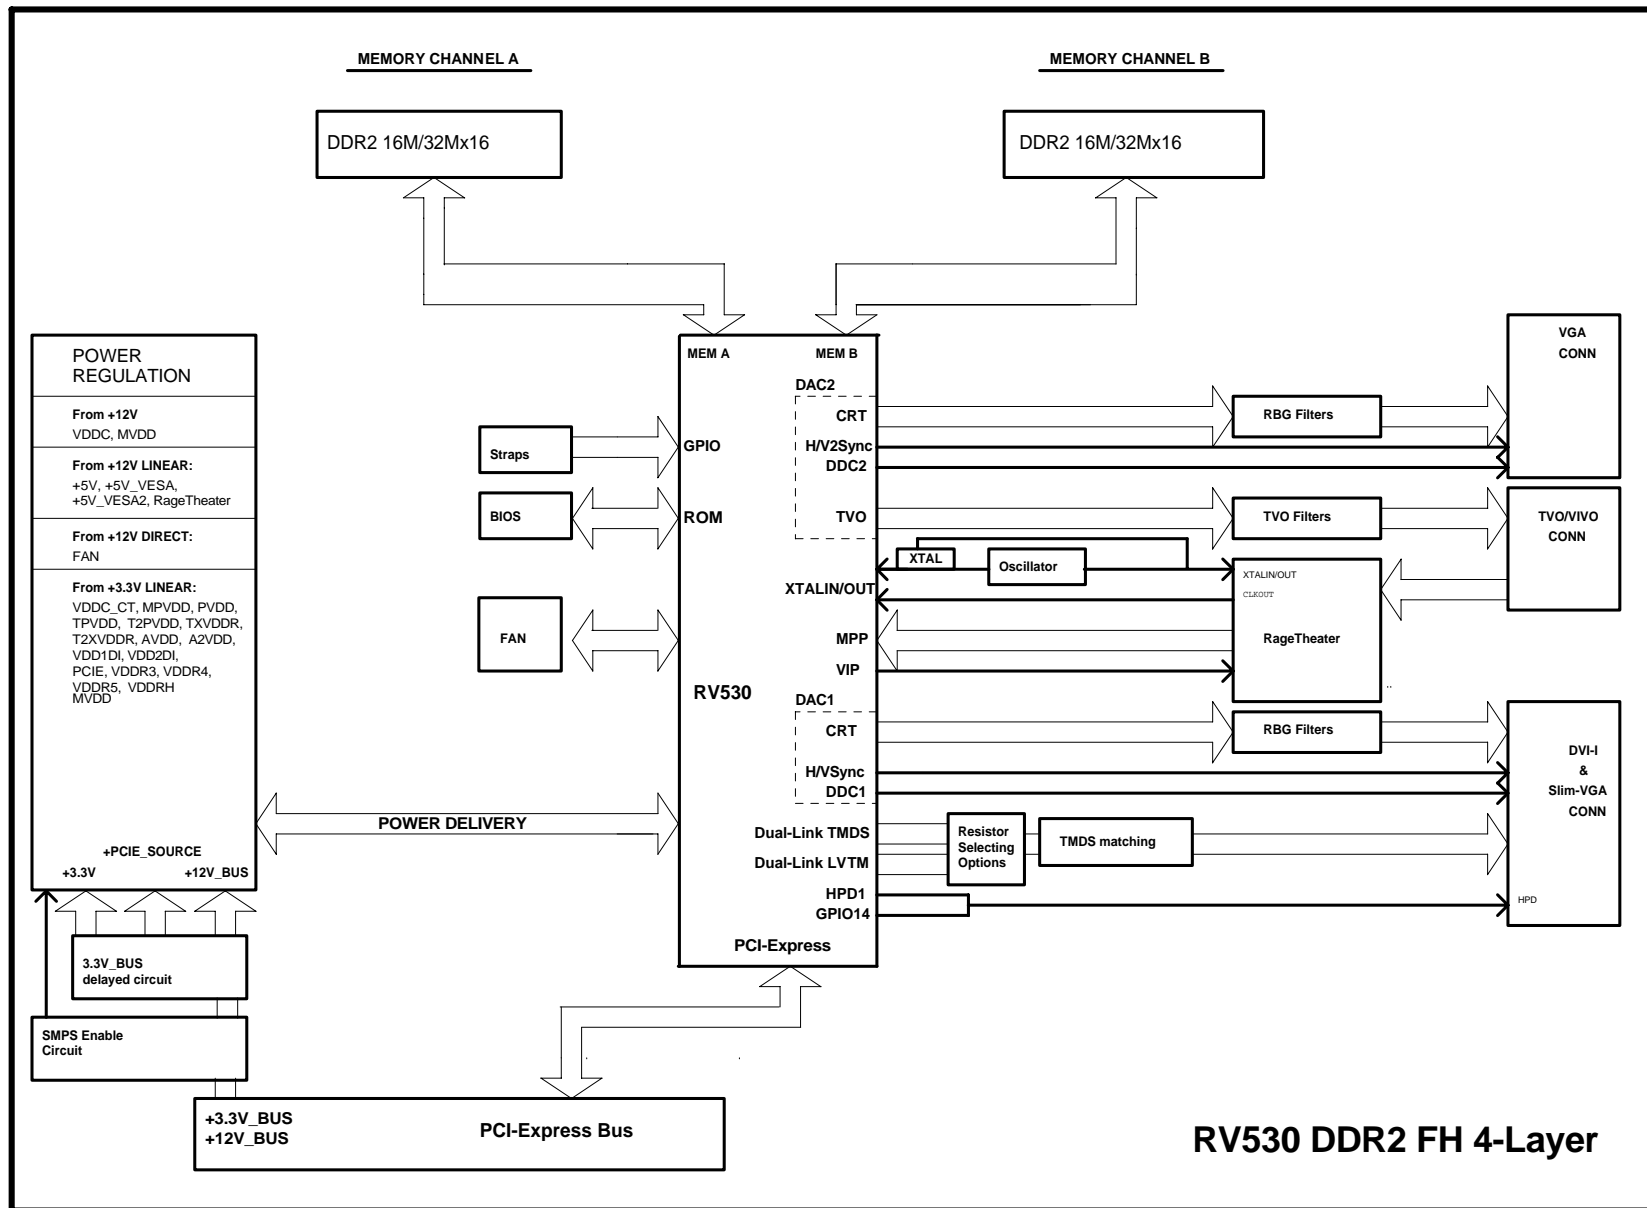 MEMORY CHANNEL A
MEMORY CHANNEL B
DDR2 16M/32Mx16
DDR2 16M/32Mx16
POWER
REGULATION
From +12V
VDDC, MVDD
From +12V LINEAR:
+5V, +5V_VESA,
+5V_VESA2, RageTheater
From +12V DIRECT:
FAN
From +3.3V LINEAR:
VDDC_CT, MPVDD, PVDD,
TPVDD, T2PVDD, TXVDDR,
T2XVDDR, AVDD, A2VDD,
VDD1DI, VDD2DI,
PCIE, VDDR3, VDDR4,
VDDR5, VDDRH
MVDD
+PCIE_SOURCE
+3.3V
+12V_BUS
3.3V_BUS
delayed circuit
SMPS Enable
Circuit
Straps
BIOS
FAN
POWER DELIVERY
MEM A
MEM B
GPIO
ROM
RV530
DAC2
CRT
H/V2Sync
DDC2
TVO
XTALIN/OUT
MPP
VIP
DAC1
CRT
H/VSync
DDC1
Dual-Link TMDS
Dual-Link LVTM
HPD1
GPIO14
PCI-Express
RBG Filters
TVO Filters
XTAL
Oscillator
XTALIN/OUT
CLKOUT
RageTheater
RBG Filters
Resistor
Selecting
Options
TMDS matching
VGA
CONN
TVO/VIVO
CONN
DVI-I
&
Slim-VGA
CONN
HPD
+3.3V_BUS
+12V_BUS
PCI-Express Bus
RV530 DDR2 FH 4-Layer